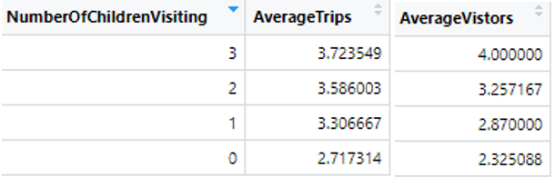 NumberOfChildrenVisiting AverageTrips AverageVistors
3 3.723549 4.000000
2 3.586003 3.257167
1 3.306667 2.870000
0 2.717314 2.325088